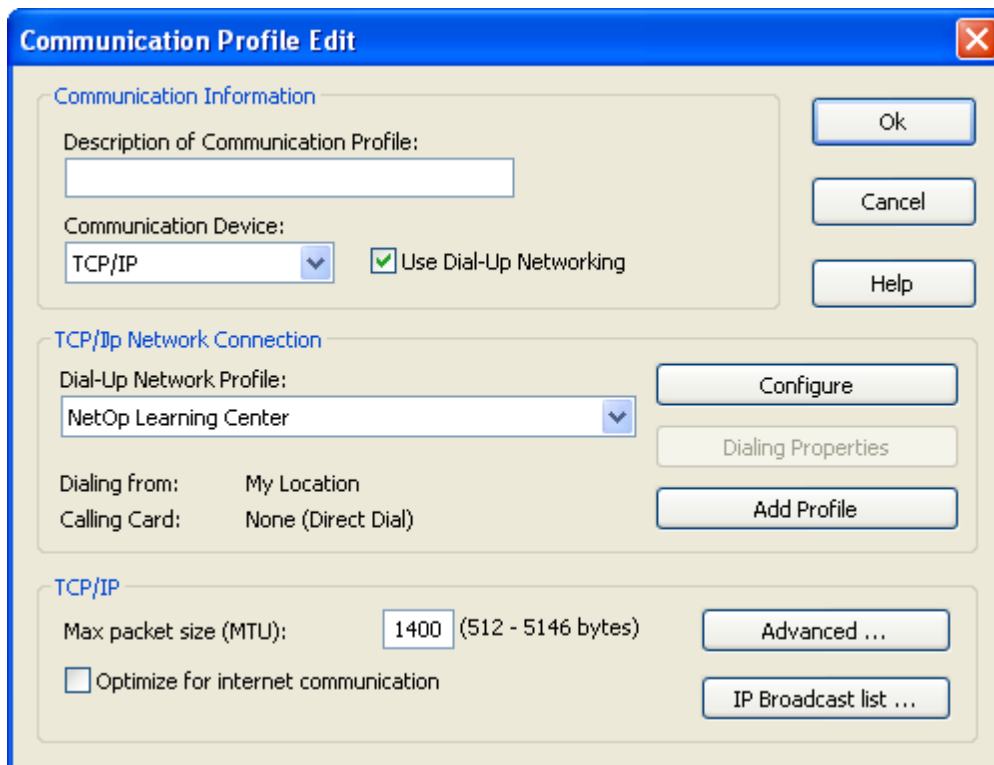 Communication Profile Edit
Communication Information
Description of Communication Profile:
Communication Device:
TCP/IP
Use Dial-Up Networking
Ok
Cancel
Help
TCP/IIp Network Connection
Dial-Up Network Profile:
NetOp Learning Center
Dialing from: My Location
Calling Card: None (Direct Dial)
Configure
Dialing Properties
Add Profile
TCP/IP
Max packet size (MTU): 1400 (512 - 5146 bytes)
Optimize for internet communication
Advanced ...
IP Broadcast list ...